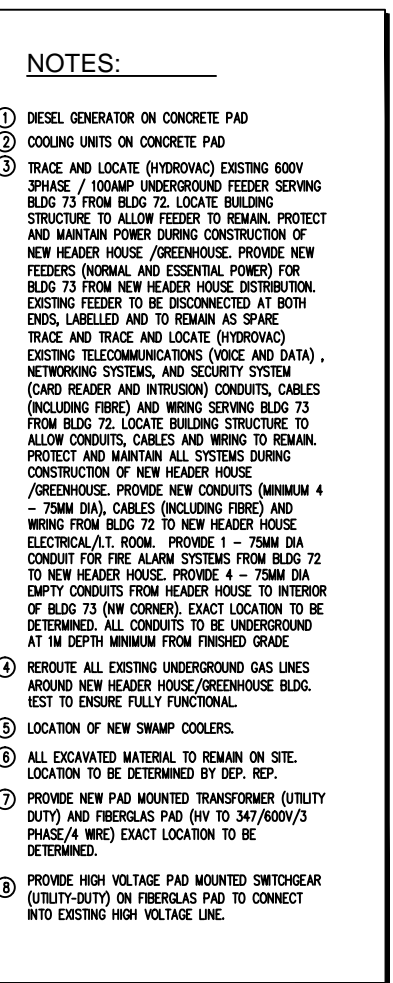 NOTES:
① DIESEL GENERATOR ON CONCRETE PAD
② COOLING UNITS ON CONCRETE PAD
③ TRACE AND LOCATE (HYDROVAC) EXISTING 600V
3PHASE / 100AMP UNDERGROUND FEEDER SERVING
BLDG 73 FROM BLDG 72. LOCATE BUILDING
STRUCTURE TO ALLOW FEEDER TO REMAIN. PROTECT
AND MAINTAIN POWER DURING CONSTRUCTION OF
NEW HEADER HOUSE /GREENHOUSE. PROVIDE NEW
FEEDERS (NORMAL AND ESSENTIAL POWER) FOR
BLDG 73 FROM NEW HEADER HOUSE DISTRIBUTION.
EXISTING FEEDER TO BE DISCONNECTED AT BOTH
ENDS, LABELLED AND TO REMAIN AS SPARE
TRACE AND TRACE AND LOCATE (HYDROVAC)
EXISTING TELECOMMUNICATIONS (VOICE AND DATA) ,
NETWORKING SYSTEMS, AND SECURITY SYSTEM
(CARD READER AND INTRUSION) CONDUITS, CABLES
(INCLUDING FIBRE) AND WIRING SERVING BLDG 73
FROM BLDG 72. LOCATE BUILDING STRUCTURE TO
ALLOW CONDUITS, CABLES AND WIRING TO REMAIN.
PROTECT AND MAINTAIN ALL SYSTEMS DURING
CONSTRUCTION OF NEW HEADER HOUSE
/GREENHOUSE. PROVIDE NEW CONDUITS (MINIMUM 4
– 75MM DIA), CABLES (INCLUDING FIBRE) AND
WIRING FROM BLDG 72 TO NEW HEADER HOUSE
ELECTRICAL/I.T. ROOM. PROVIDE 1 – 75MM DIA
CONDUIT FOR FIRE ALARM SYSTEMS FROM BLDG 72
TO NEW HEADER HOUSE. PROVIDE 4 – 75MM DIA
EMPTY CONDUITS FROM HEADER HOUSE TO INTERIOR
OF BLDG 73 (NW CORNER). EXACT LOCATION TO BE
DETERMINED. ALL CONDUITS TO BE UNDERGROUND
AT 1M DEPTH MINIMUM FROM FINISHED GRADE
④ REROUTE ALL EXISTING UNDERGROUND GAS LINES
AROUND NEW HEADER HOUSE/GREENHOUSE BLDG.
tEST TO ENSURE FULLY FUNCTIONAL.
⑤ LOCATION OF NEW SWAMP COOLERS.
⑥ ALL EXCAVATED MATERIAL TO REMAIN ON SITE.
LOCATION TO BE DETERMINED BY DEP. REP.
⑦ PROVIDE NEW PAD MOUNTED TRANSFORMER (UTILITY
DUTY) AND FIBERGLAS PAD (HV TO 347/600V/3
PHASE/4 WIRE) EXACT LOCATION TO BE
DETERMINED.
⑧ PROVIDE HIGH VOLTAGE PAD MOUNTED SWITCHGEAR
(UTILITY-DUTY) ON FIBERGLAS PAD TO CONNECT
INTO EXISTING HIGH VOLTAGE LINE.